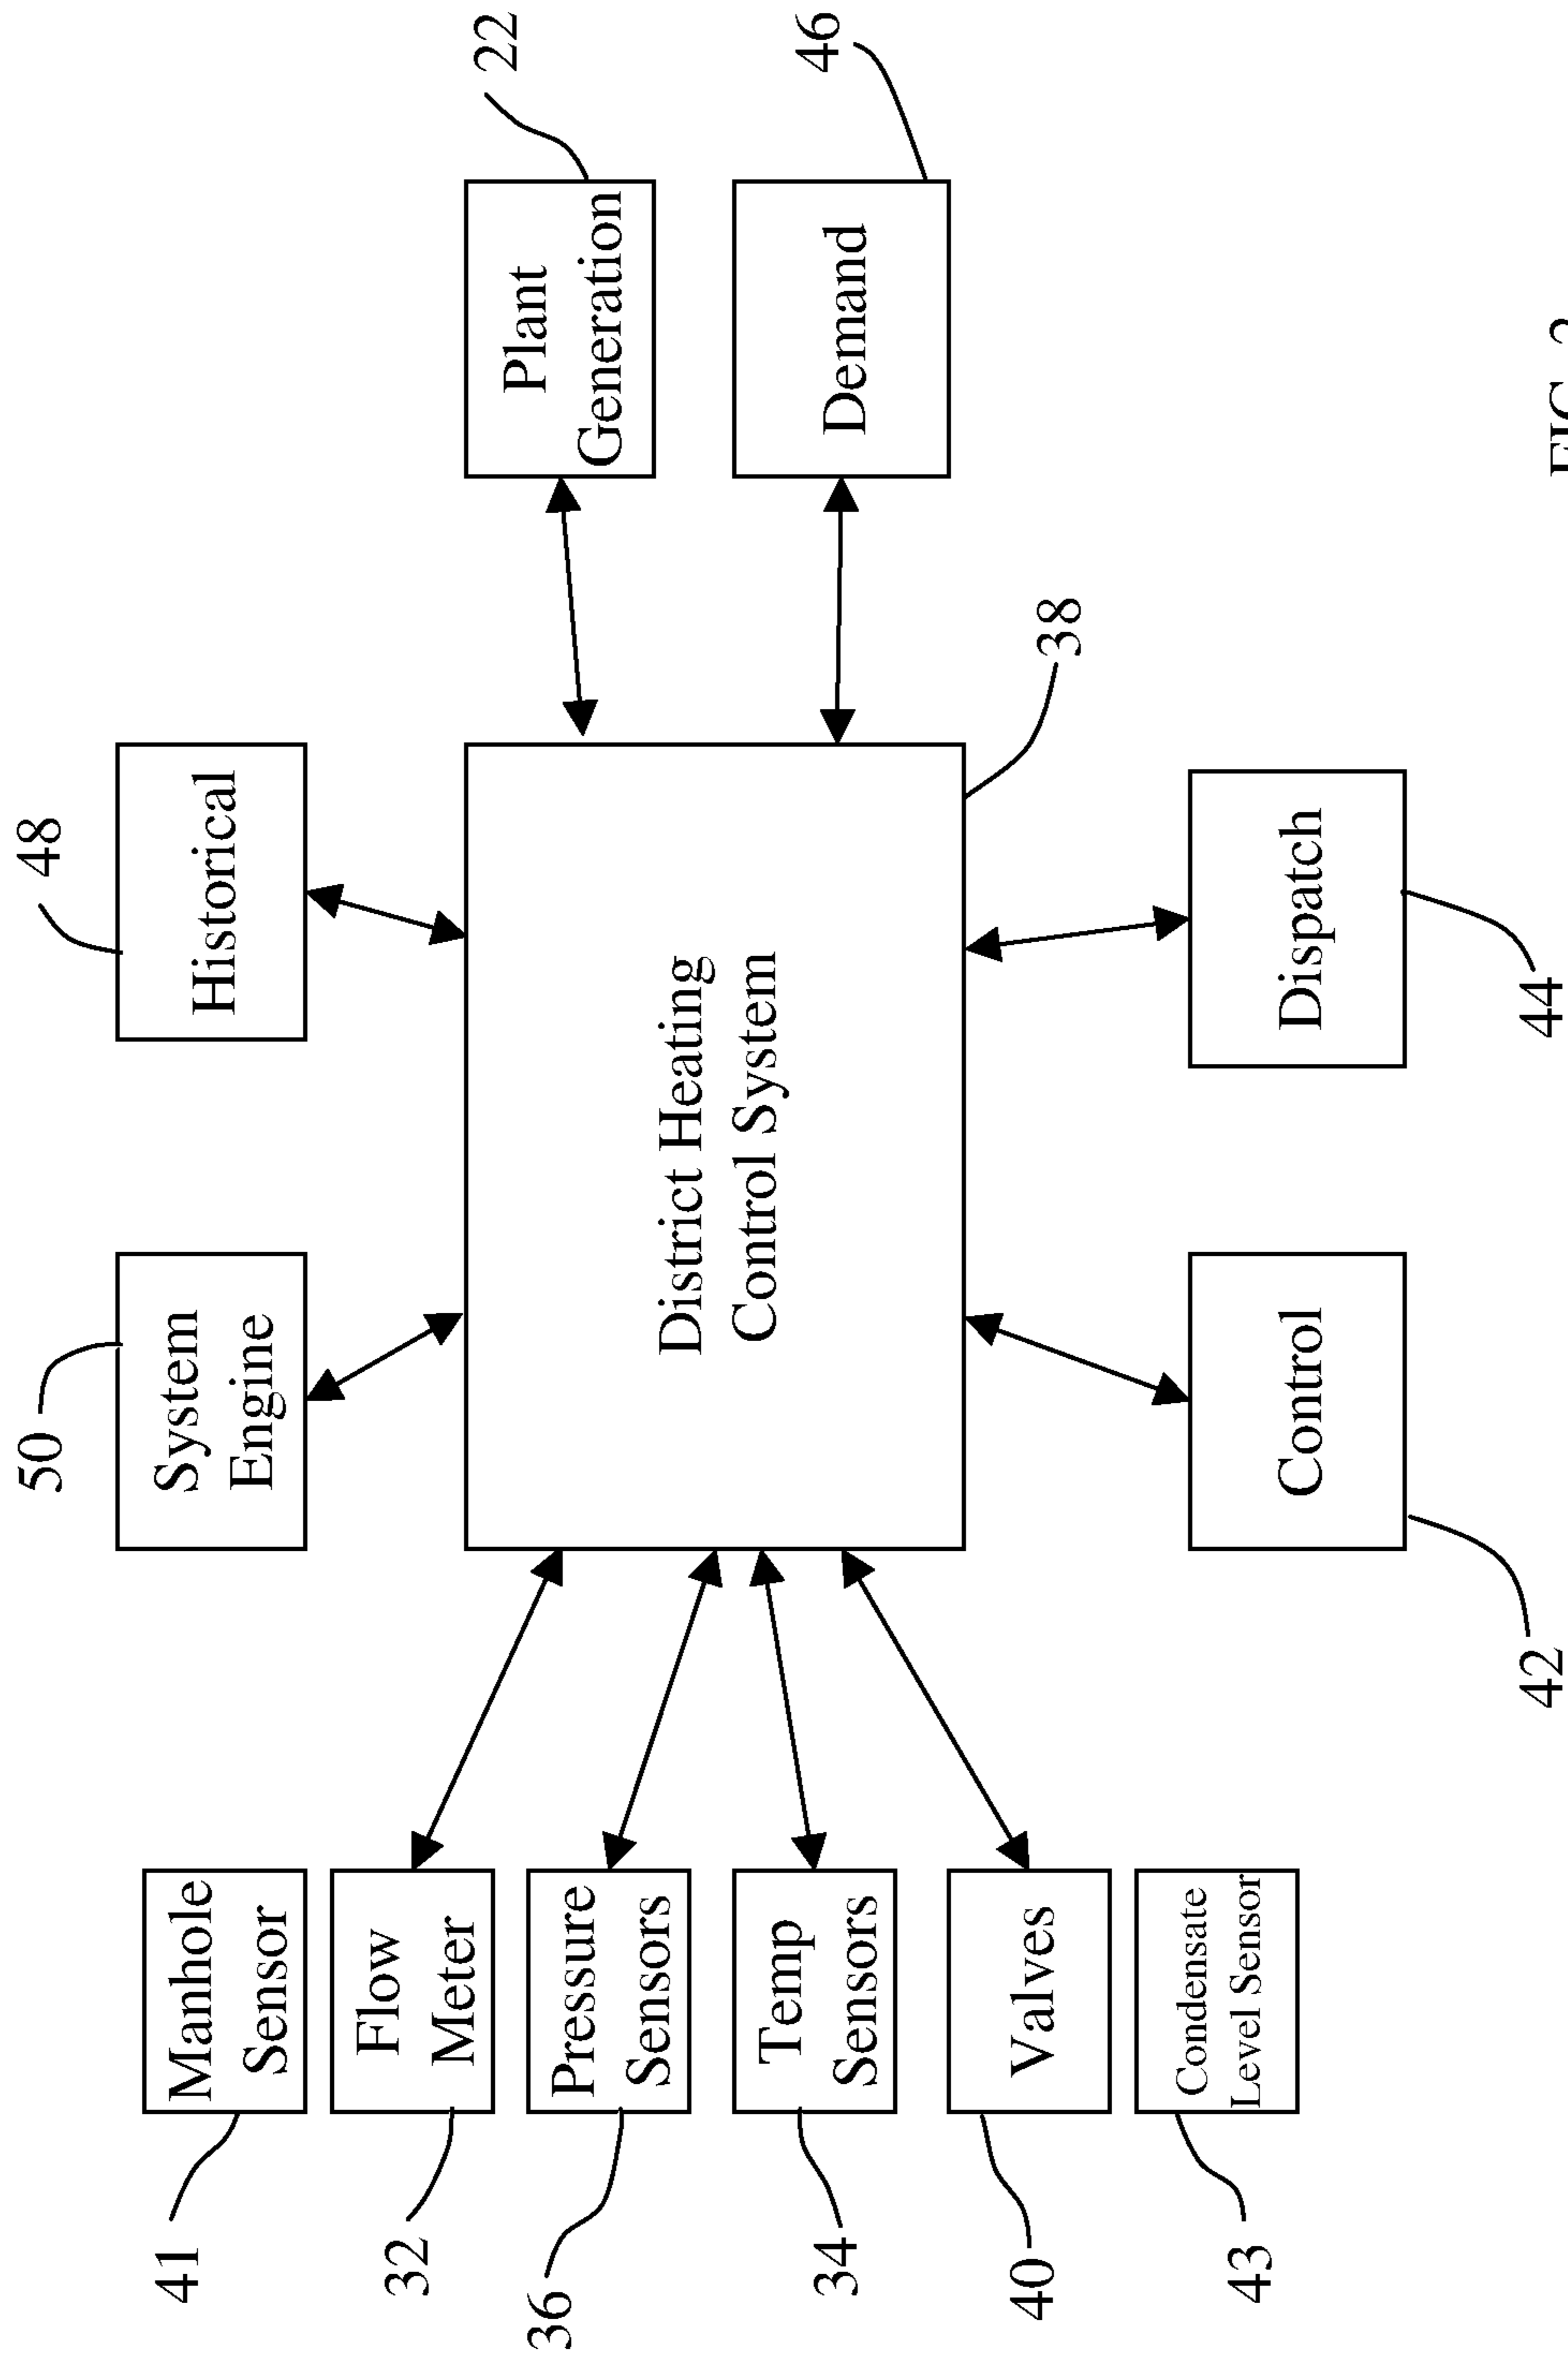 50
48
System
Engine
Historical
41
Manhole
Sensor
32
Flow
Meter
36
Pressure
Sensors
34
Temp
Sensors
40
Valves
43
Condensate
Level Sensor
District Heating
Control System
38
Plant
Generation
22
Demand
46
Control
42
Dispatch
44